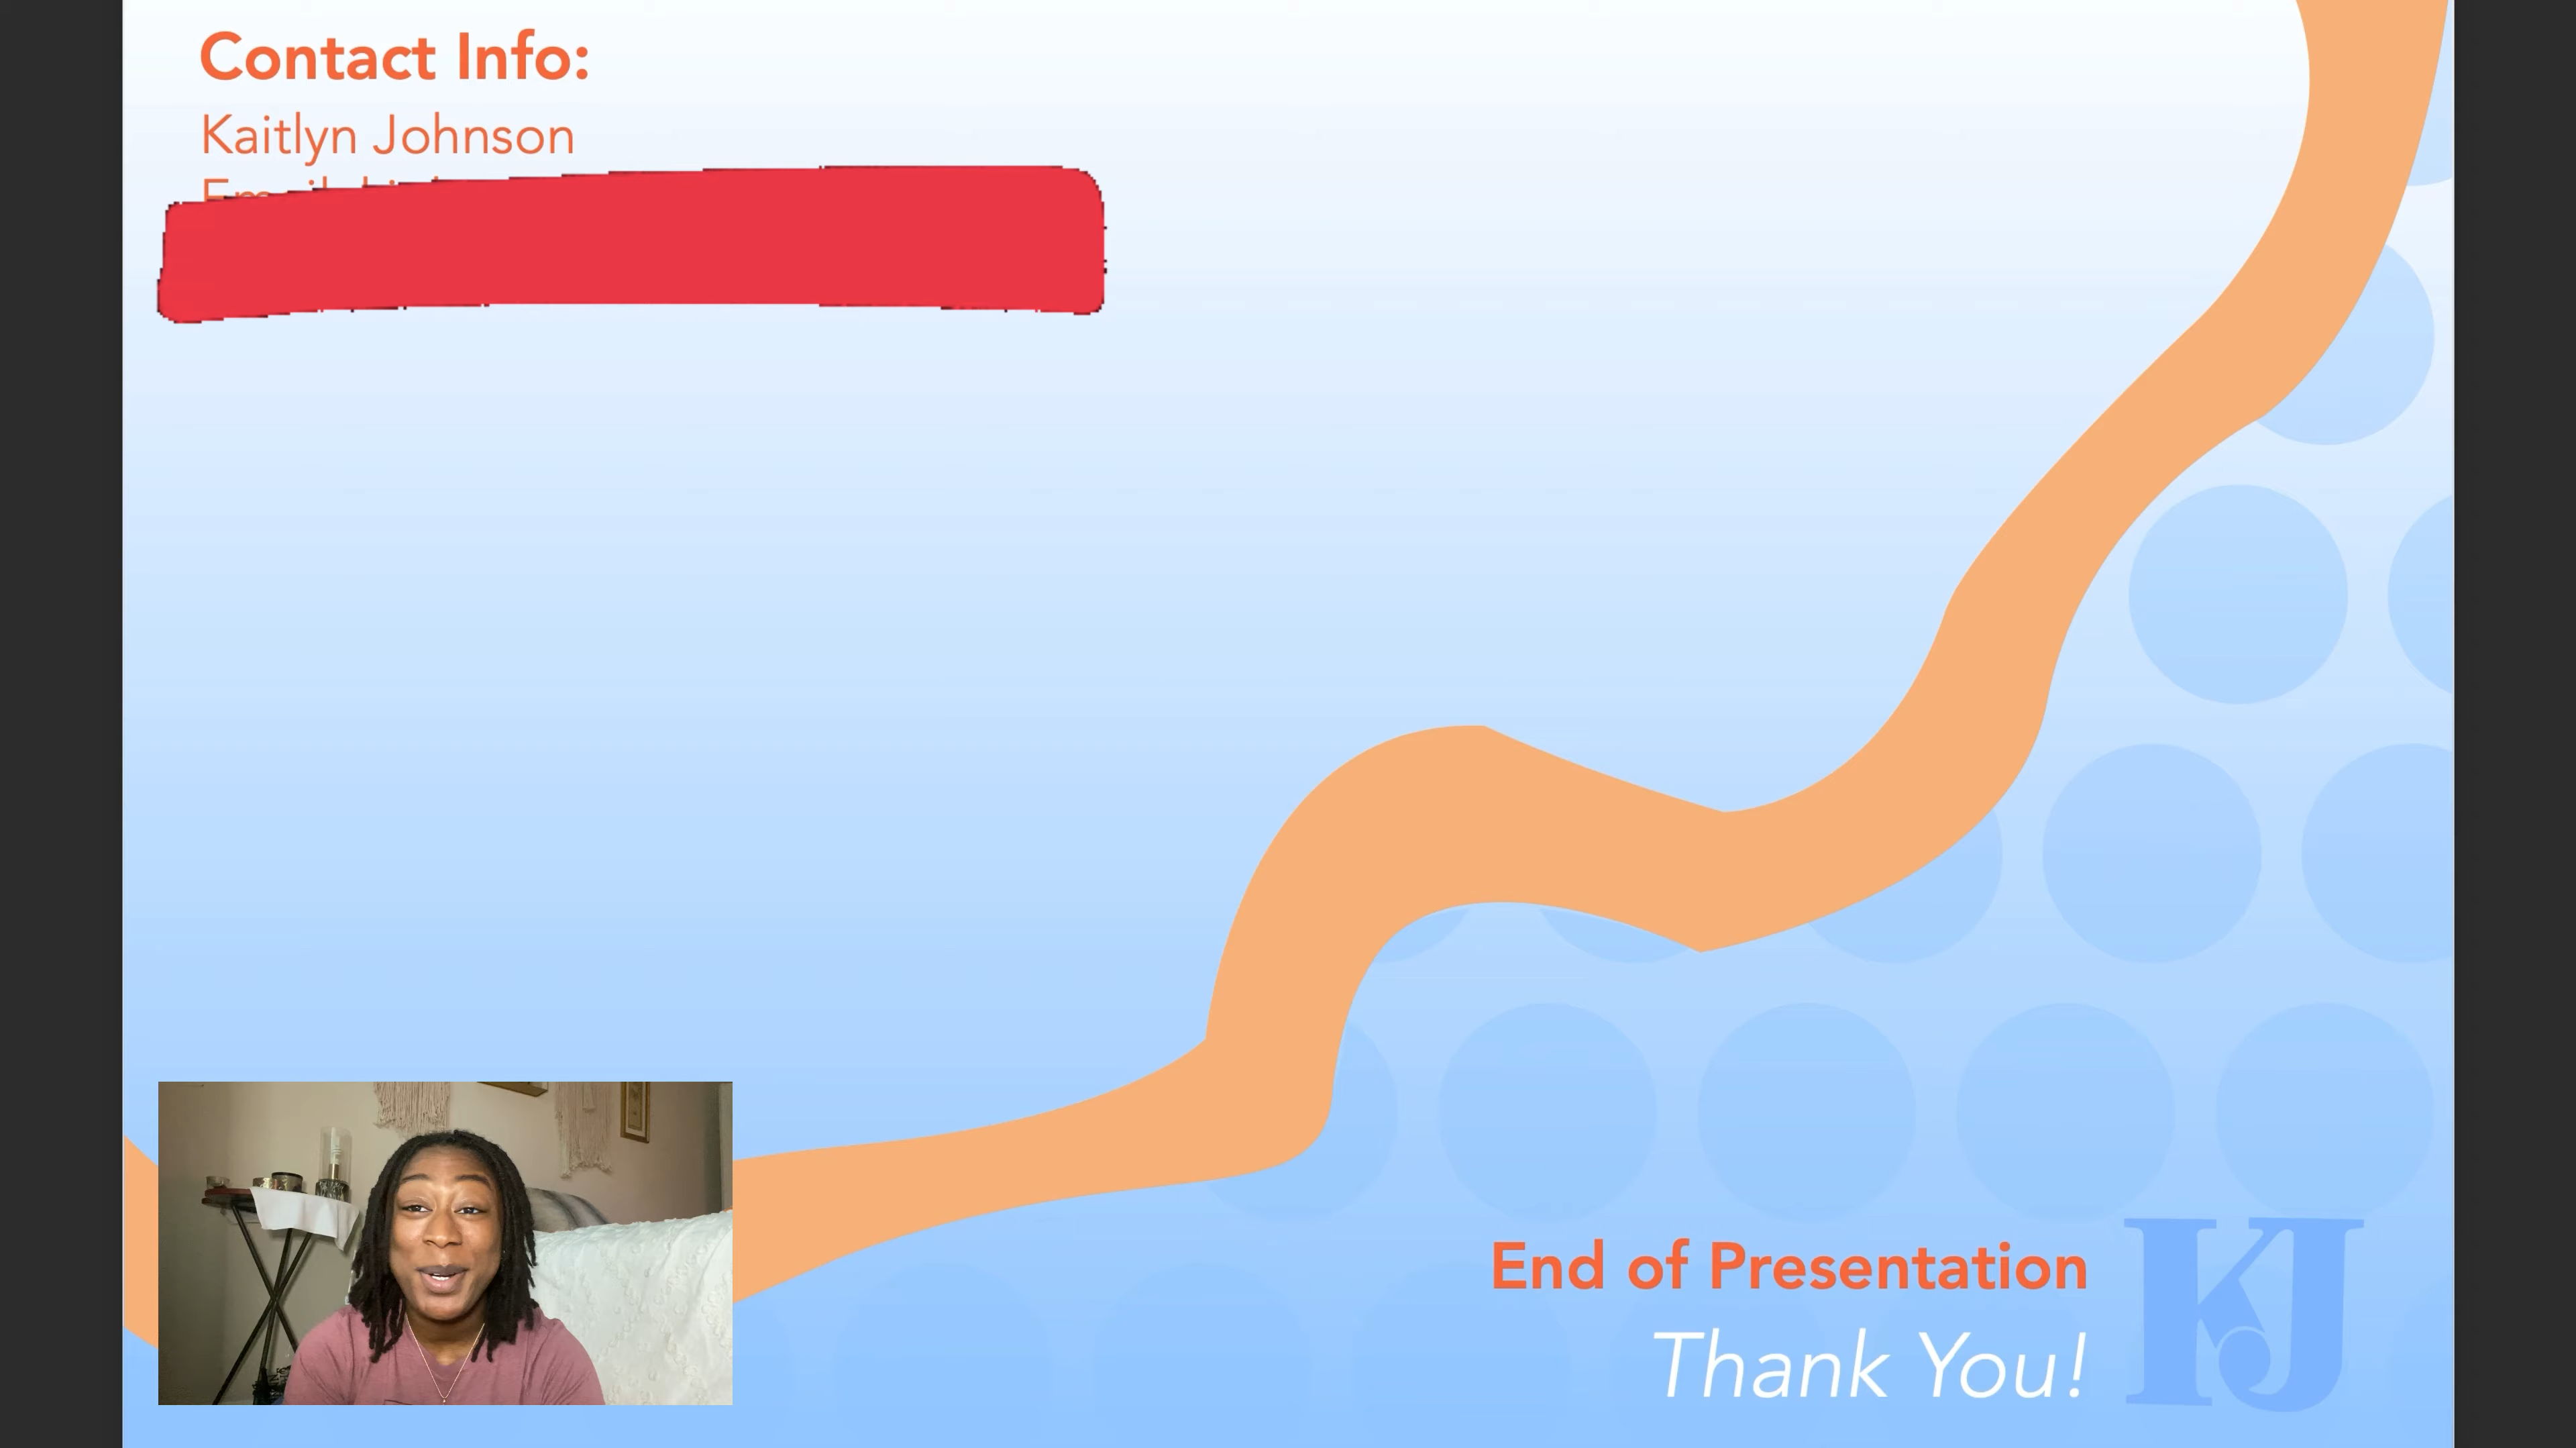 Contact Info:
Kaitlyn Johnson
End of Presentation
Thank You!
KJ